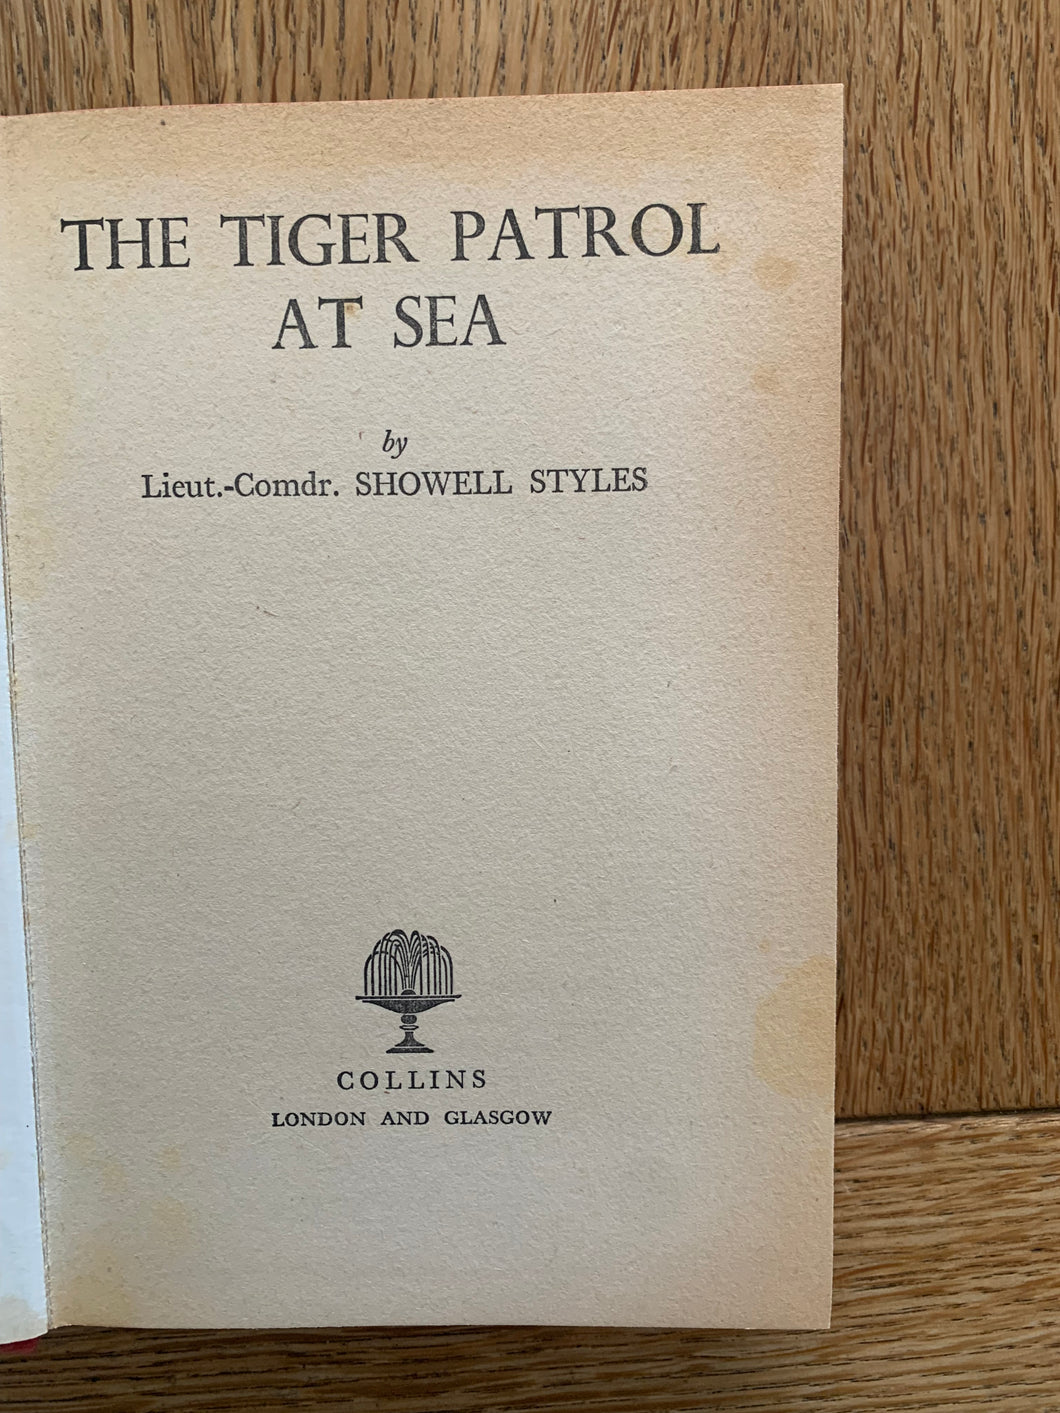 THE TIGER PATROL
AT SEA
by
Lieut.-Comdr. SHOWELL STYLES
COLLINS
LONDON AND GLASGOW